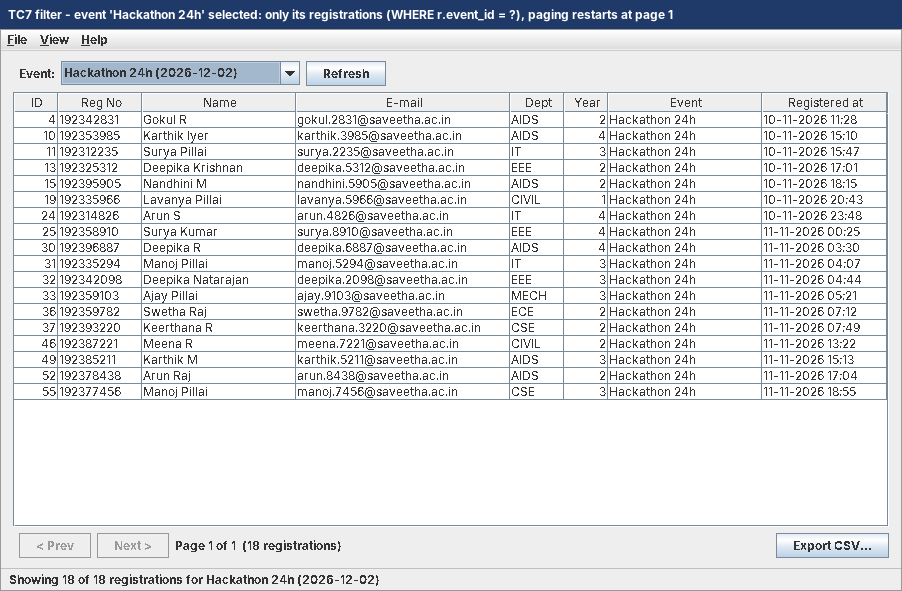 TC7 filter - event 'Hackathon 24h' selected: only its registrations (WHERE r.event_id = ?), paging restarts at page 1
File View Help
Event: Hackathon 24h (2026-12-02) Refresh
ID Reg No Name E-mail Dept Year Event Registered at
4 192342831 Gokul R gokul.2831@saveetha.ac.in AIDS 2 Hackathon 24h 10-11-2026 11:28
10 192353985 Karthik Iyer karthik.3985@saveetha.ac.in AIDS 4 Hackathon 24h 10-11-2026 15:10
11 192312235 Surya Pillai surya.2235@saveetha.ac.in IT 3 Hackathon 24h 10-11-2026 15:47
13 192325312 Deepika Krishnan deepika.5312@saveetha.ac.in EEE 2 Hackathon 24h 10-11-2026 17:01
15 192395905 Nandhini M nandhini.5905@saveetha.ac.in AIDS 2 Hackathon 24h 10-11-2026 18:15
19 192335966 Lavanya Pillai lavanya.5966@saveetha.ac.in CIVIL 1 Hackathon 24h 10-11-2026 20:43
24 192314826 Arun S arun.4826@saveetha.ac.in IT 4 Hackathon 24h 10-11-2026 23:48
25 192358910 Surya Kumar surya.8910@saveetha.ac.in EEE 4 Hackathon 24h 11-11-2026 00:25
30 192396887 Deepika R deepika.6887@saveetha.ac.in AIDS 4 Hackathon 24h 11-11-2026 03:30
31 192335294 Manoj Pillai manoj.5294@saveetha.ac.in IT 3 Hackathon 24h 11-11-2026 04:07
32 192342098 Deepika Natarajan deepika.2098@saveetha.ac.in EEE 3 Hackathon 24h 11-11-2026 04:44
33 192359103 Ajay Pillai ajay.9103@saveetha.ac.in MECH 3 Hackathon 24h 11-11-2026 05:21
36 192359782 Swetha Raj swetha.9782@saveetha.ac.in ECE 2 Hackathon 24h 11-11-2026 07:12
37 192393220 Keerthana R keerthana.3220@saveetha.ac.in CSE 2 Hackathon 24h 11-11-2026 07:49
46 192387221 Meena R meena.7221@saveetha.ac.in CIVIL 2 Hackathon 24h 11-11-2026 13:22
49 192385211 Karthik M karthik.5211@saveetha.ac.in AIDS 3 Hackathon 24h 11-11-2026 15:13
52 192378438 Arun Raj arun.8438@saveetha.ac.in AIDS 2 Hackathon 24h 11-11-2026 17:04
55 192377456 Manoj Pillai manoj.7456@saveetha.ac.in CSE 3 Hackathon 24h 11-11-2026 18:55
< Prev Next > Page 1 of 1 (18 registrations) Export CSV...
Showing 18 of 18 registrations for Hackathon 24h (2026-12-02)